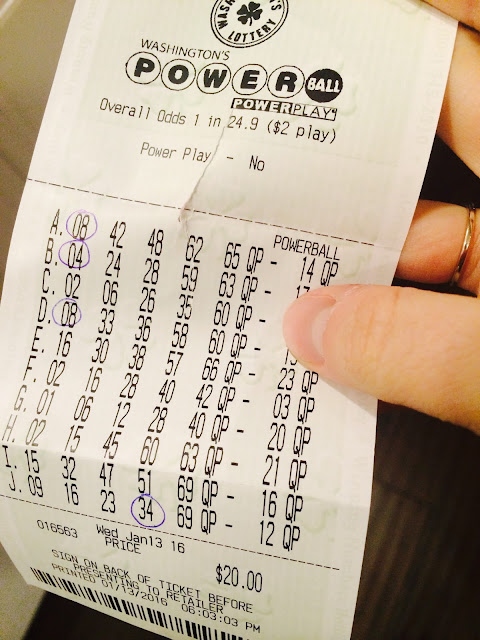 WASHINGTON'S LOTTERY
WASHINGTON'S
POWER BALL
POWERPLAY
Overall Odds 1 in 24.9 ($2 play)
Power Play - No
POWERBALL
A. 08 42 48 62 65 QP - 14 QP
B. 04 24 28 59 63 QP -
C. 02 06 26 35 60 QP -
D. 08 33 36 58 60 QP -
E. 16 30 38 57 66 QP - 23 QP
F. 02 16 28 40 42 QP - 03 QP
G. 01 06 12 28 40 QP - 20 QP
H. 02 15 45 60 63 QP - 21 QP
I. 15 32 47 51 69 QP - 16 QP
J. 09 16 23 34 69 QP - 12 QP
016563 Wed Jan13 16
PRICE $20.00
SIGN ON BACK OF TICKET BEFORE
PRESENTING TO RETAILER
PRINTED 01/13/2016 06:03:03 PM